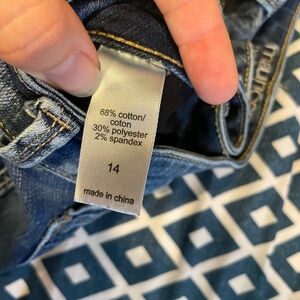 68% cotton/
coton
30% polyester
2% spandex
14
made in china